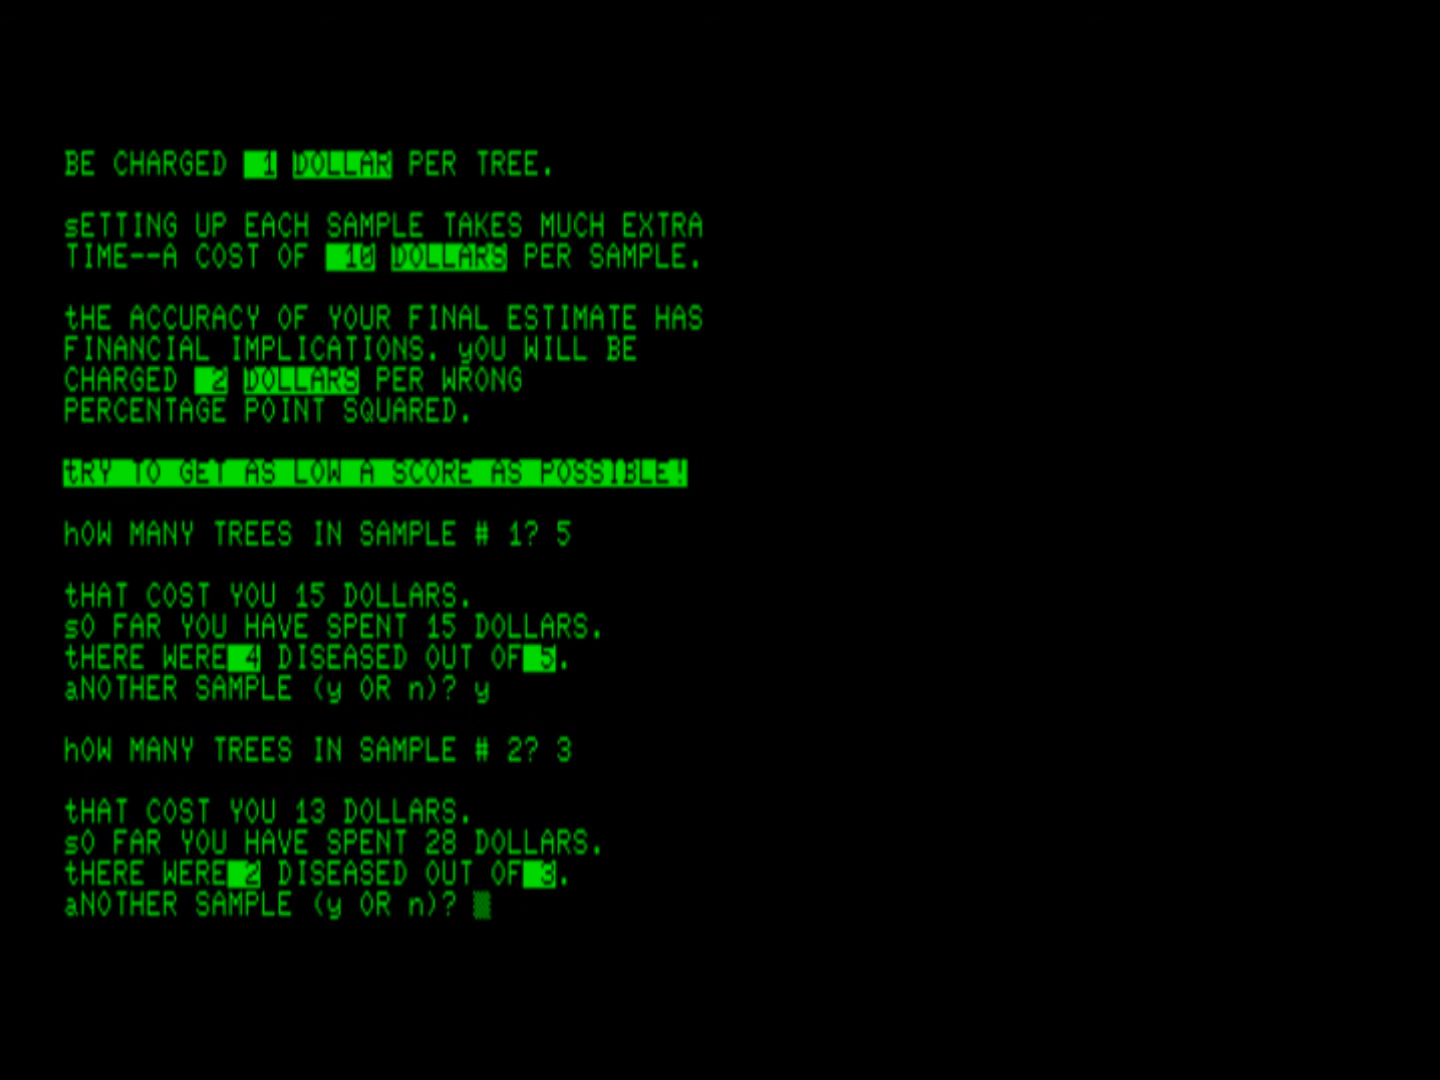 BE CHARGED 1 DOLLAR PER TREE.
sETTING UP EACH SAMPLE TAKES MUCH EXTRA
TIME--A COST OF 10 DOLLARS PER SAMPLE.
tHE ACCURACY OF YOUR FINAL ESTIMATE HAS
FINANCIAL IMPLICATIONS. yOU WILL BE
CHARGED 2 DOLLARS PER WRONG
PERCENTAGE POINT SQUARED.
tRY TO GET AS LOW A SCORE AS POSSIBLE!
hOW MANY TREES IN SAMPLE # 1? 5
tHAT COST YOU 15 DOLLARS.
sO FAR YOU HAVE SPENT 15 DOLLARS.
tHERE WERE 4 DISEASED OUT OF 5.
aNOTHER SAMPLE (y OR n)? y
hOW MANY TREES IN SAMPLE # 2? 3
tHAT COST YOU 13 DOLLARS.
sO FAR YOU HAVE SPENT 28 DOLLARS.
tHERE WERE 2 DISEASED OUT OF 3.
aNOTHER SAMPLE (y OR n)?